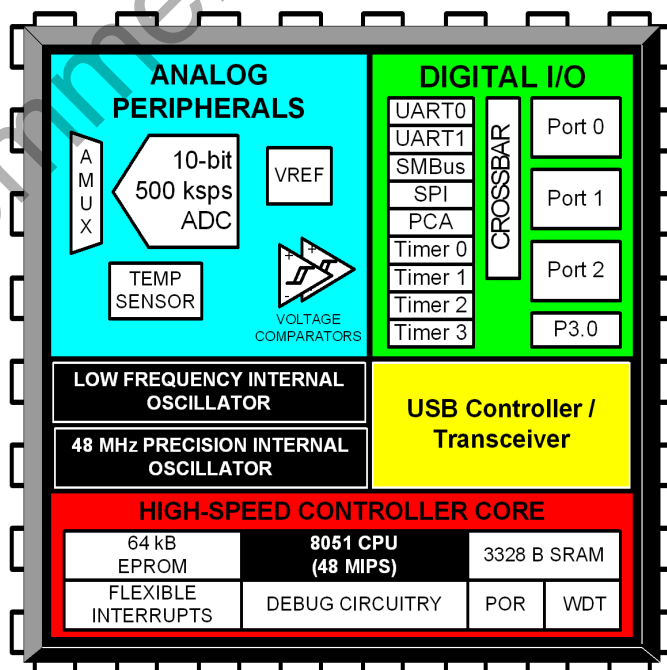 ANALOG
PERIPHERALS
A
M
U
X
10-bit
500 ksps
ADC
VREF
TEMP
SENSOR
+
+
-
-
VOLTAGE
COMPARATORS
DIGITAL I/O
UART0
UART1
SMBus
SPI
PCA
Timer 0
Timer 1
Timer 2
Timer 3
CROSSBAR
Port 0
Port 1
Port 2
P3.0
LOW FREQUENCY INTERNAL
OSCILLATOR
48 MHz PRECISION INTERNAL
OSCILLATOR
USB Controller /
Transceiver
HIGH-SPEED CONTROLLER CORE
64 kB
EPROM
8051 CPU
(48 MIPS)
3328 B SRAM
FLEXIBLE
INTERRUPTS
DEBUG CIRCUITRY
POR
WDT